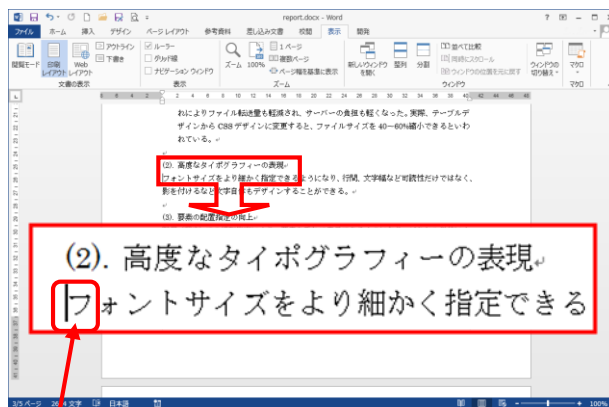 report.docx - Word
ファイル ホーム 挿入 デザイン ページレイアウト 参考資料 差し込み文書 校閲 表示 開発
閲覧モード 印刷レイアウト Webレイアウト アウトライン 下書き
文書の表示
ルーラー
グリッド線
ナビゲーション ウィンドウ
表示
ズーム 100% 1 ページ 複数ページ ページ幅を基準に表示
ズーム
新しいウィンドウを開く 整列 分割 並べて比較 同時にスクロール ウィンドウの位置を元に戻す ウィンドウの切り替え
ウィンドウ
マクロ
マクロ
れによりファイル転送量も軽減され、サーバーの負担も軽くなった。実際、テーブルデ
ザインから CSS デザインに変更すると、ファイルサイズを 40−60%縮小できるといわ
れている。
(2). 高度なタイポグラフィーの表現
フォントサイズをより細かく指定できるようになり、行間、文字幅など可読性だけではなく、
影を付けるなど文字自体もデザインすることができる。
(3). 要素の配置指定の向上
(2). 高度なタイポグラフィーの表現
フォントサイズをより細かく指定できる
3/5 ページ 文字 日本語 100%